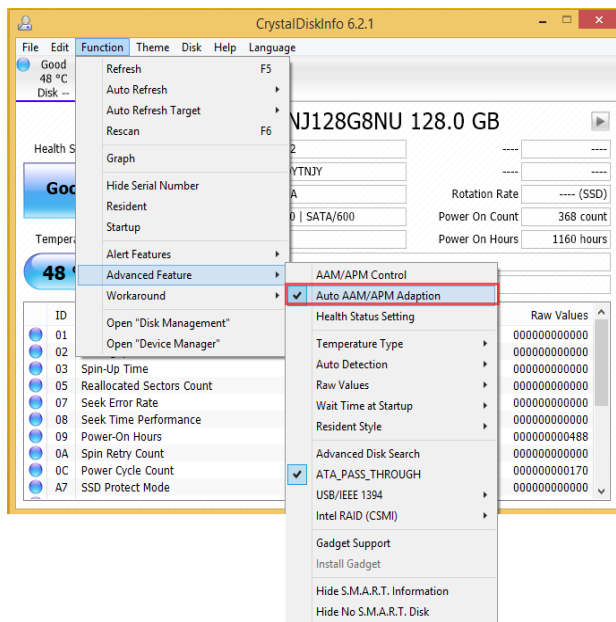 CrystalDiskInfo 6.2.1
File Edit Function Theme Disk Help Language
Good
48 °C
Disk --
Refresh F5
Auto Refresh
Auto Refresh Target
Rescan F6
Graph
Hide Serial Number
Resident
Startup
Alert Features
Advanced Feature
Workaround
Open "Disk Management"
Open "Device Manager"
NJ128G8NU 128.0 GB
Health S
2
---- ----
YTNJY
---- ----
Goo
A
Rotation Rate ---- (SSD)
0 | SATA/600
Power On Count 368 count
Tempera
Power On Hours 1160 hours
48 °
AAM/APM Control
Auto AAM/APM Adaption
Health Status Setting
Temperature Type
Auto Detection
Raw Values
Wait Time at Startup
Resident Style
Advanced Disk Search
ATA_PASS_THROUGH
USB/IEEE 1394
Intel RAID (CSMI)
Gadget Support
Install Gadget
Hide S.M.A.R.T. Information
Hide No S.M.A.R.T. Disk
ID Raw Values
01 000000000000
02 000000000000
03 Spin-Up Time 000000000000
05 Reallocated Sectors Count 000000000000
07 Seek Error Rate 000000000000
08 Seek Time Performance 000000000000
09 Power-On Hours 000000000488
0A Spin Retry Count 000000000000
0C Power Cycle Count 000000000170
A7 SSD Protect Mode 000000000000